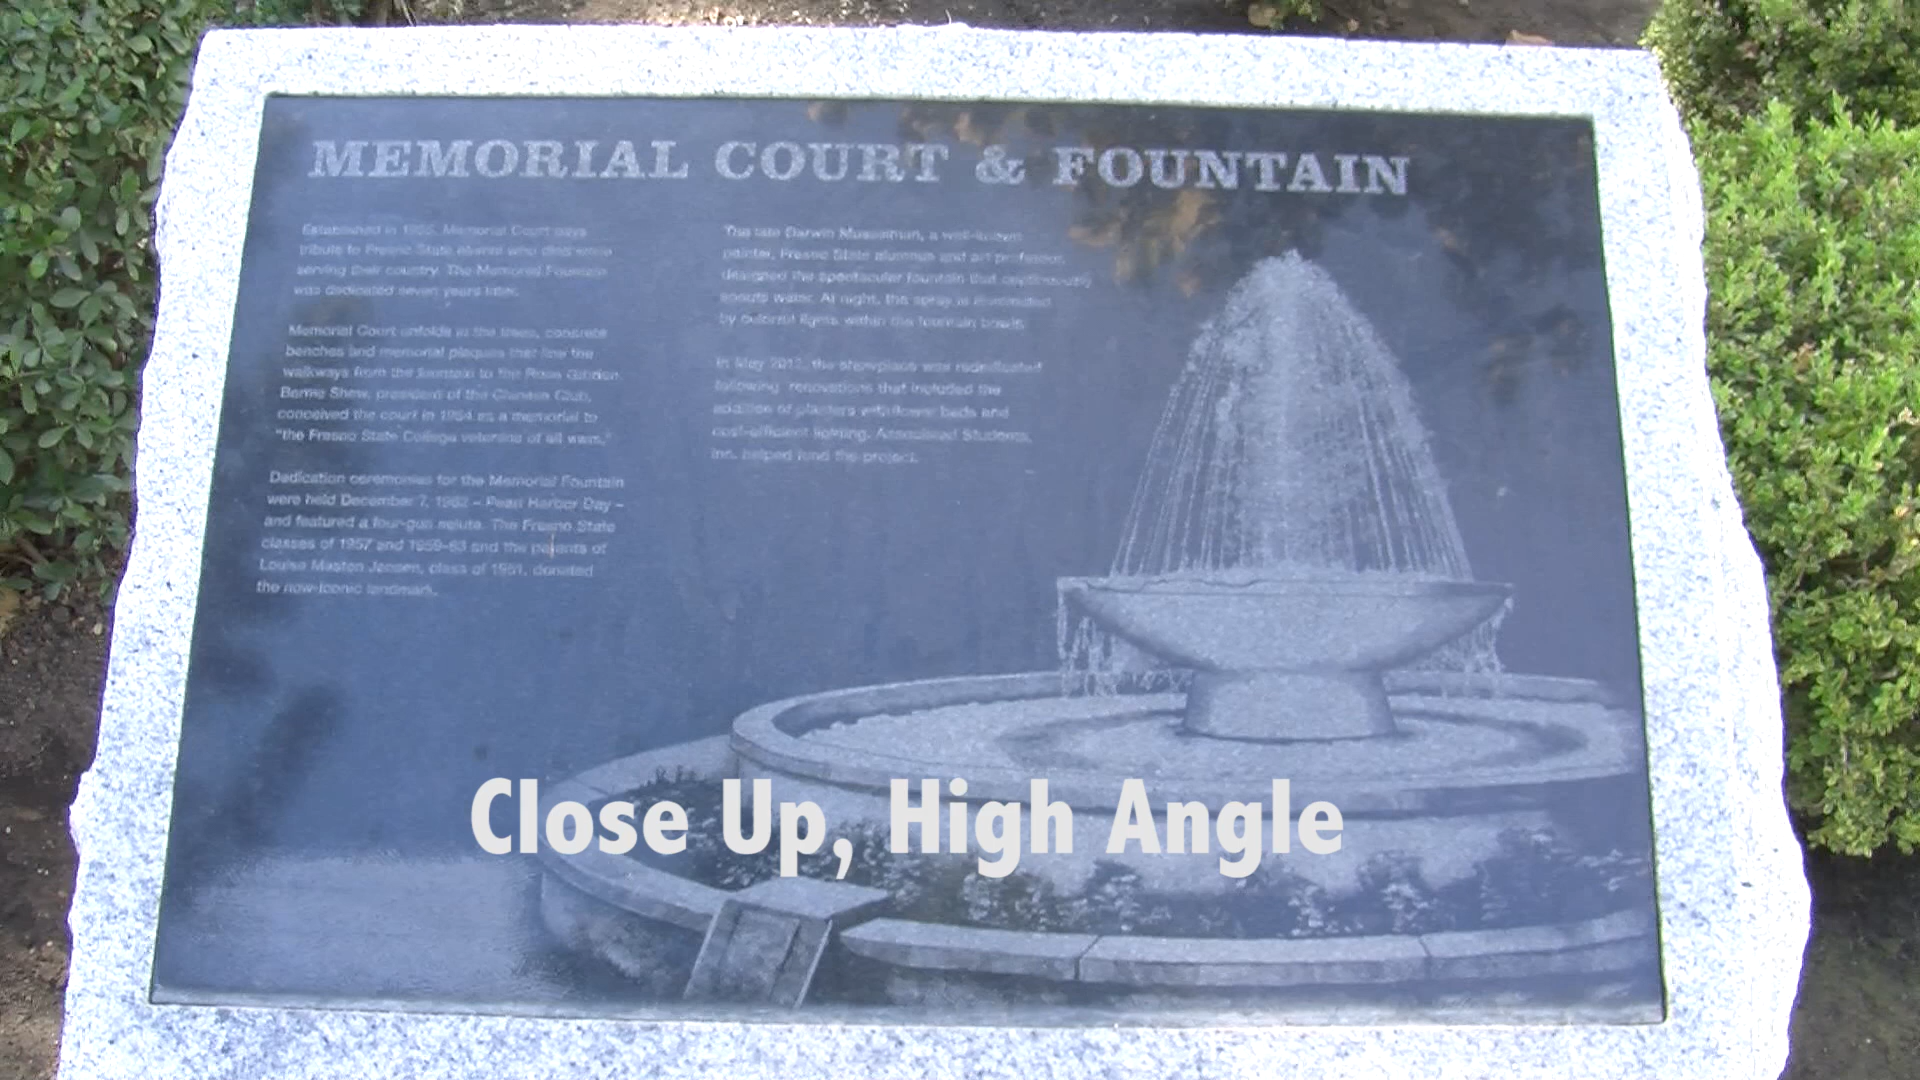 MEMORIAL COURT & FOUNTAIN
Established in 1955, Memorial Court pays
tribute to Fresno State alumni who died while
serving their country. The Memorial Fountain
was dedicated seven years later.
Memorial Court unfolds in the trees, concrete
benches and memorial plaques that line the
walkways from the fountain to the Rose Garden.
Bernie Shaw, president of the Club,
conceived the court in 1954 as a memorial to
"the Fresno State College veterans of all wars."
Dedication ceremonies for the Memorial Fountain
were held December 7, 1962 – Pearl Harbor Day –
and featured a four-gun salute. The Fresno State
classes of 1957 and 1959-63 and the parents of
Louise Masten Jensen, class of 1951, donated
the now-iconic landmark.
The late Darwin Musselman, a well-known
painter, Fresno State alumnus and art professor,
designed the spectacular fountain that continuously
spouts water. At night, the spray is illuminated
by colorful lights within the fountain bowls.
In May 2012, the showplace was rededicated
following renovations that included the
addition of planters with flower beds and
cost-efficient lighting. Associated Students,
Inc. helped fund the project.
Close Up, High Angle